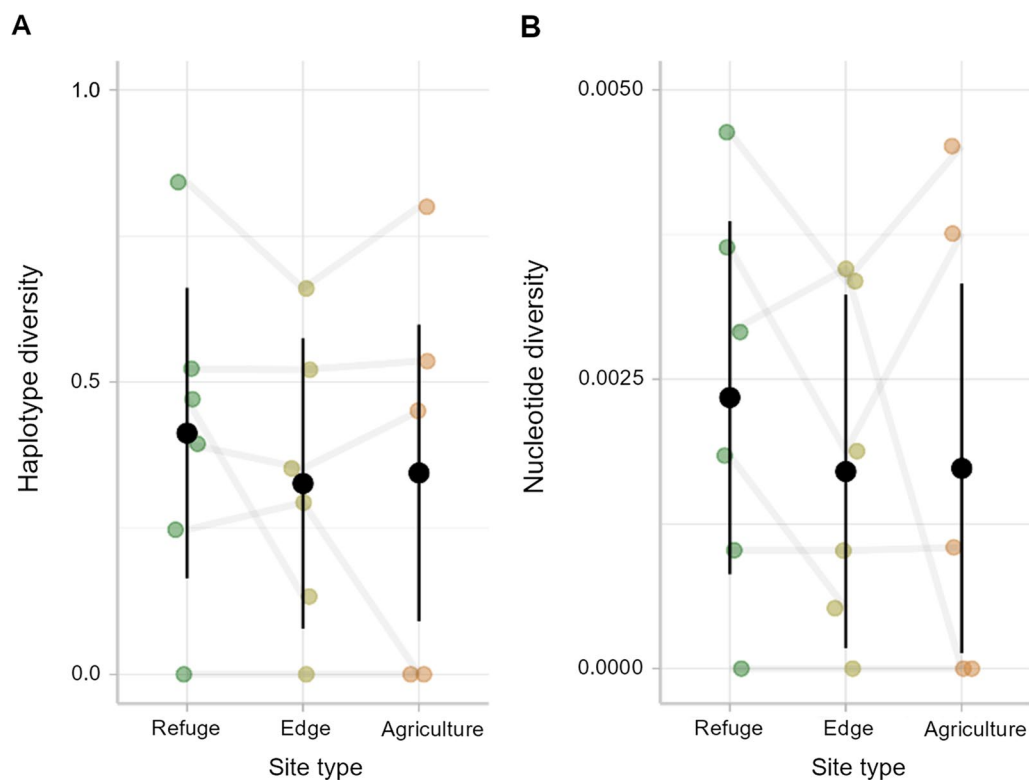 A
Haplotype diversity
1.0
0.5
0.0
Refuge
Edge
Agriculture
Site type
B
Nucleotide diversity
0.0050
0.0025
0.0000
Refuge
Edge
Agriculture
Site type